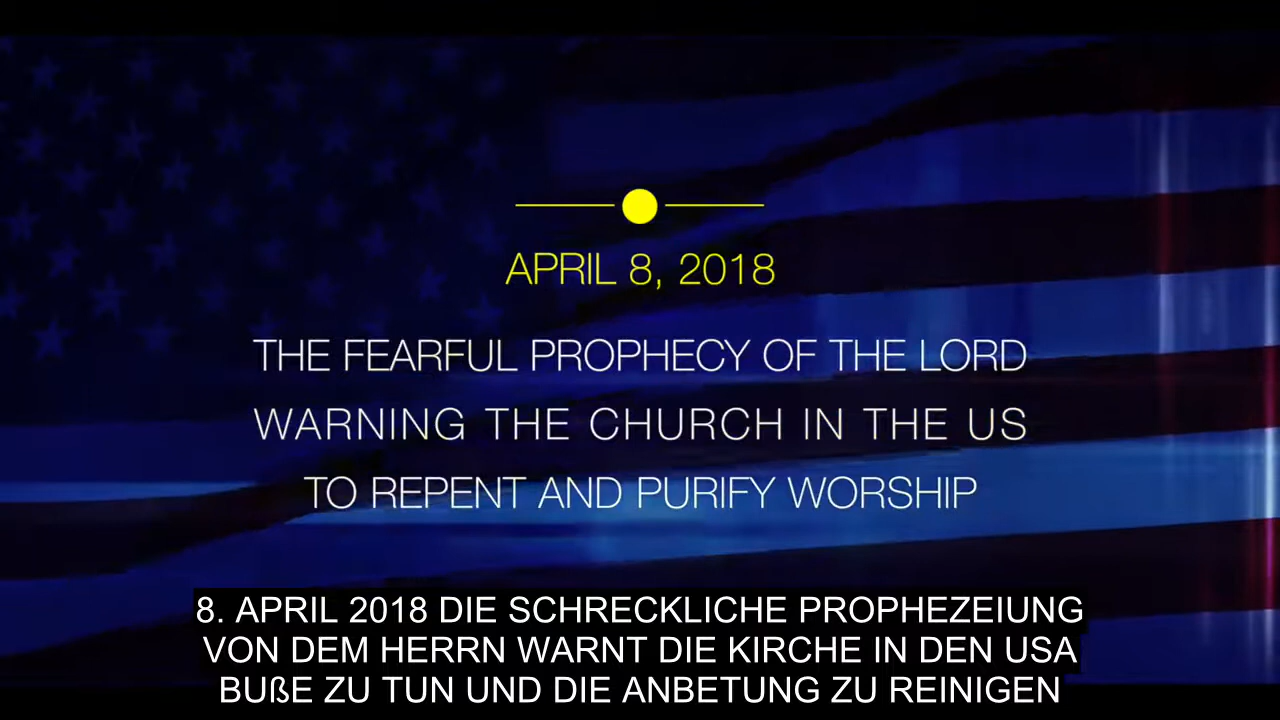 APRIL 8, 2018
THE FEARFUL PROPHECY OF THE LORD
WARNING THE CHURCH IN THE US
TO REPENT AND PURIFY WORSHIP
8. APRIL 2018 DIE SCHRECKLICHE PROPHEZEIUNG
VON DEM HERRN WARNT DIE KIRCHE IN DEN USA
BUßE ZU TUN UND DIE ANBETUNG ZU REINIGEN